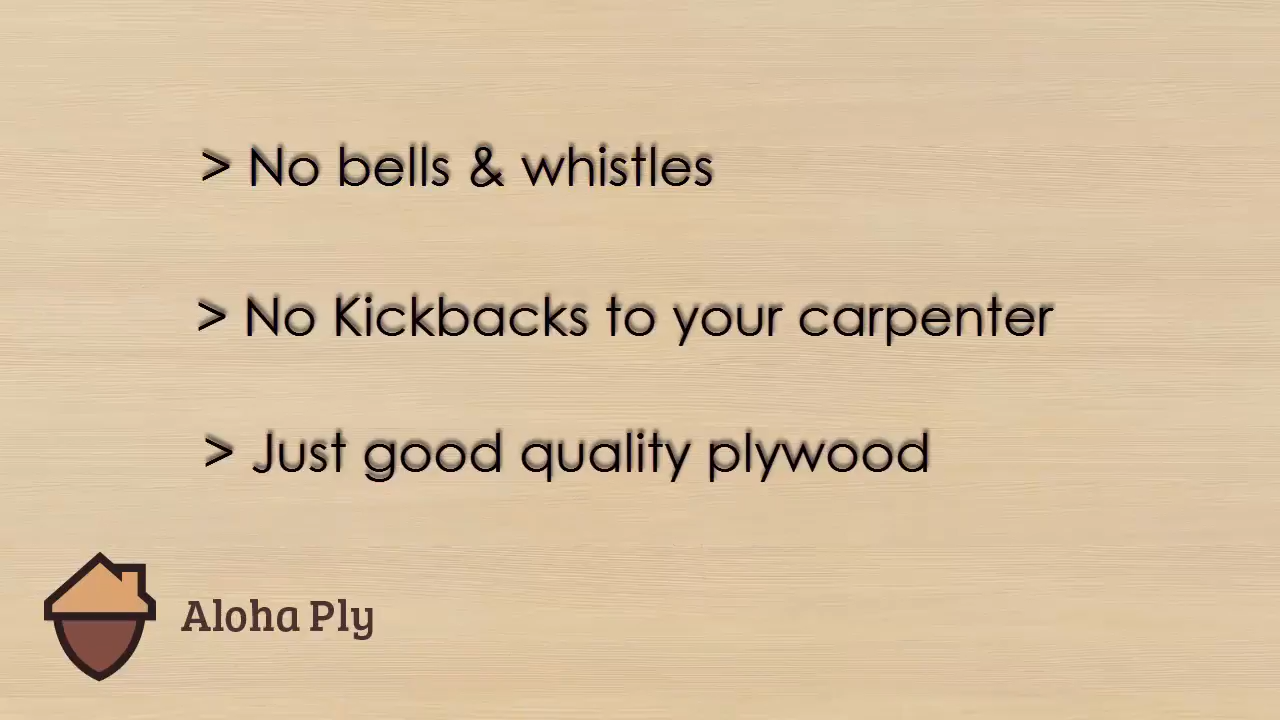 > No bells & whistles
> No Kickbacks to your carpenter
> Just good quality plywood
Aloha Ply